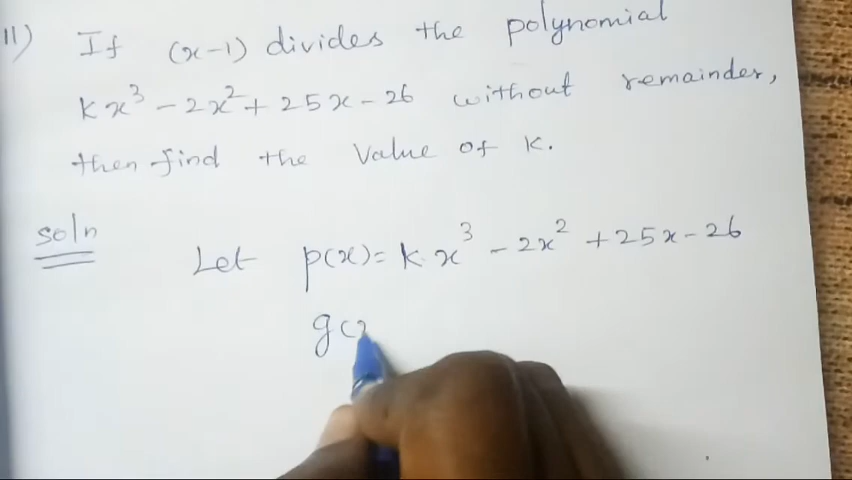 11) If (x-1) divides the polynomial
kx³ - 2x² + 25x - 26 without remainder,
then find the value of k.
soln Let p(x) = k·x³ - 2x² + 25x - 26
g(x